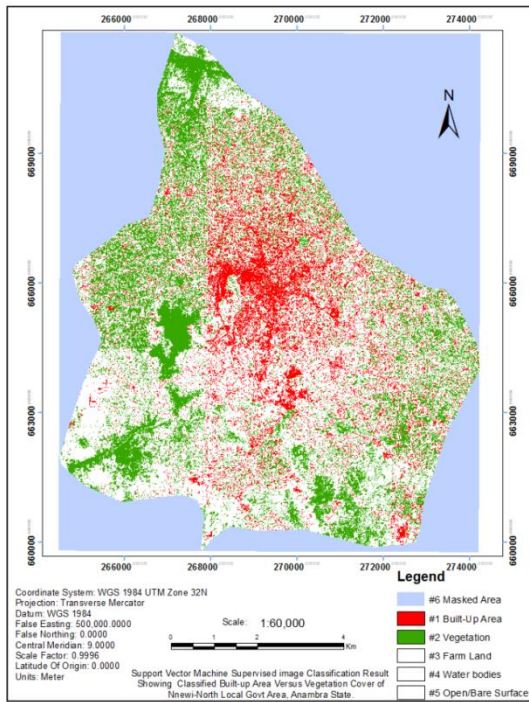 266000 268000 270000 272000 274000
669000 669000
N
666000 666000
663000 663000
660000 660000
266000 268000 270000 272000 274000
Legend
#6 Masked Area
#1 Built-Up Area
#2 Vegetation
#3 Farm Land
#4 Water bodies
#5 Open/Bare Surface
Coordinate System: WGS 1984 UTM Zone 32N
Projection: Transverse Mercator
Datum: WGS 1984
False Easting: 500,000.0000
False Northing: 0.0000
Central Meridian: 9.0000
Scale Factor: 0.9996
Latitude Of Origin: 0.0000
Units: Meter
Scale: 1:60,000
0 1 2 4
Km
Support Vector Machine Supervised image Classification Result
Showing Classified Built-up Area Versus Vegetation Cover of
Nnewi-North Local Govt Area, Anambra State.